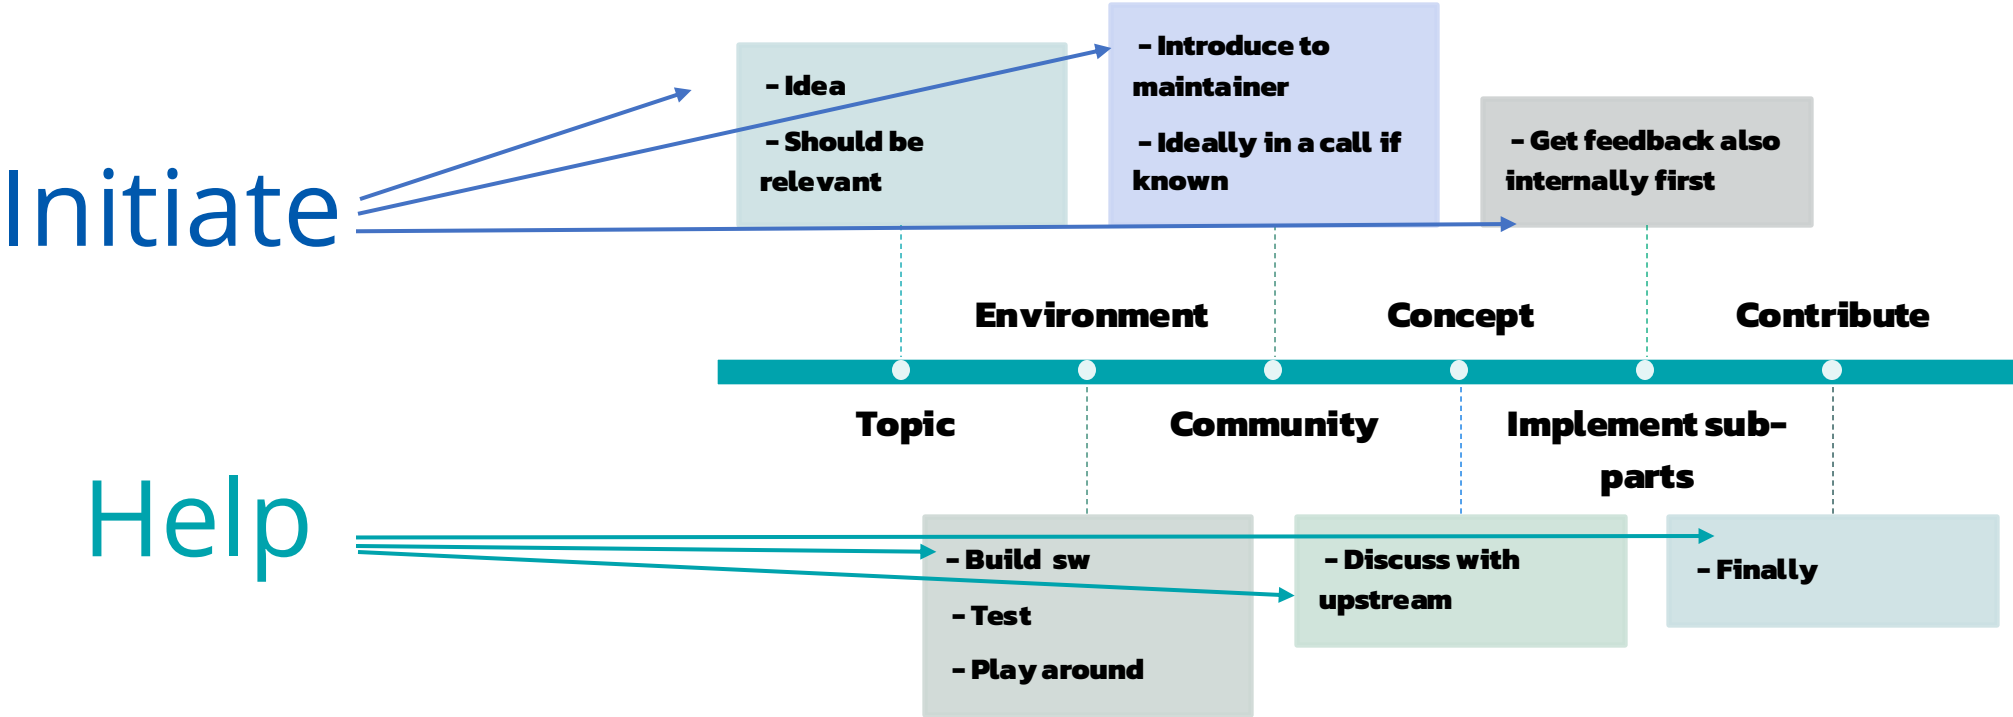 Initiate
- Idea
- Should be
relevant
- Introduce to
maintainer
- Ideally in a call if
known
- Get feedback also
internally first
Environment
Concept
Contribute
Topic
Community
Implement sub-
parts
Help
- Build sw
- Test
- Play around
- Discuss with
upstream
- Finally